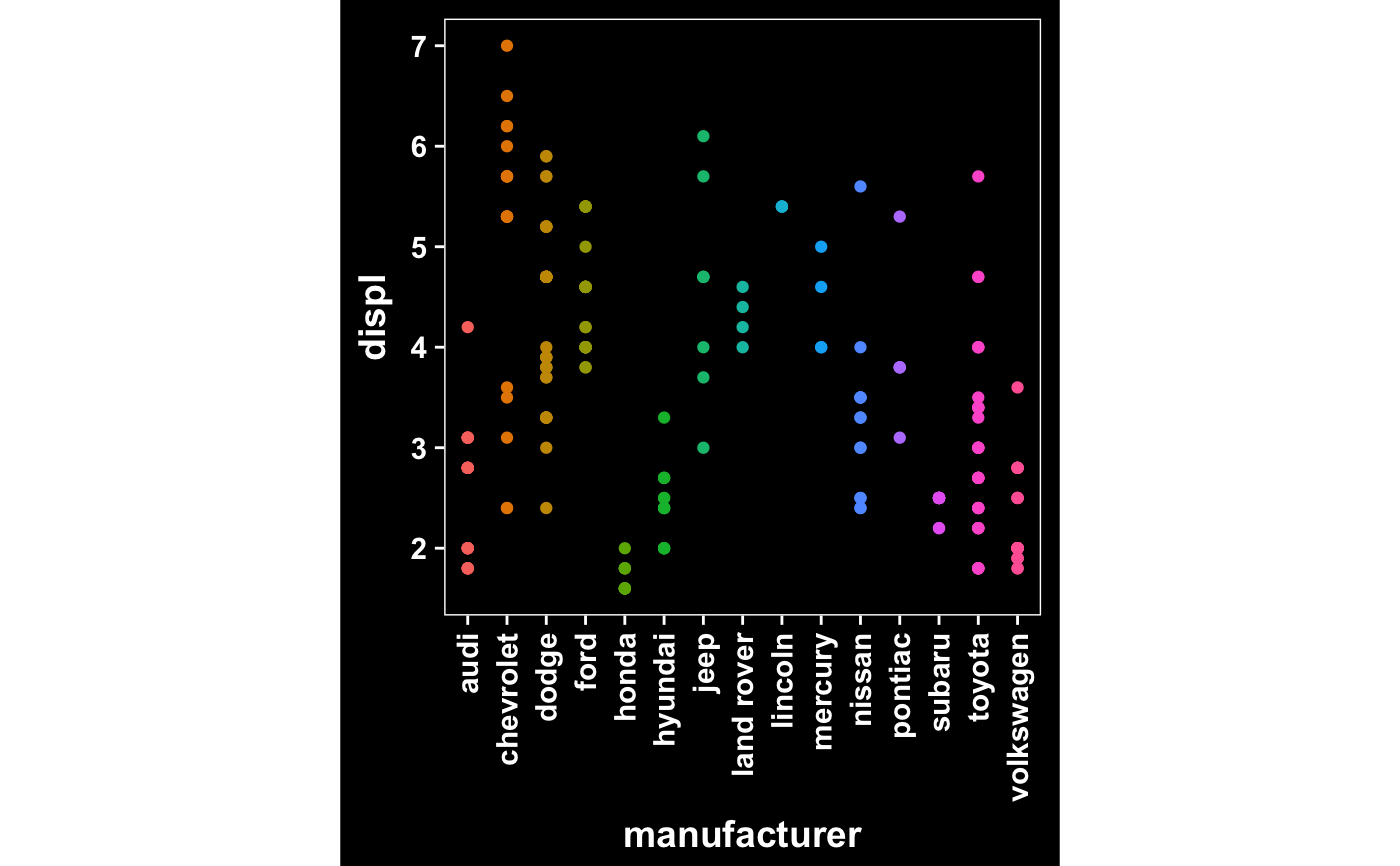 7
6
5
4
3
2
displ
audi
chevrolet
dodge
ford
honda
hyundai
jeep
land rover
lincoln
mercury
nissan
pontiac
subaru
toyota
volkswagen
manufacturer